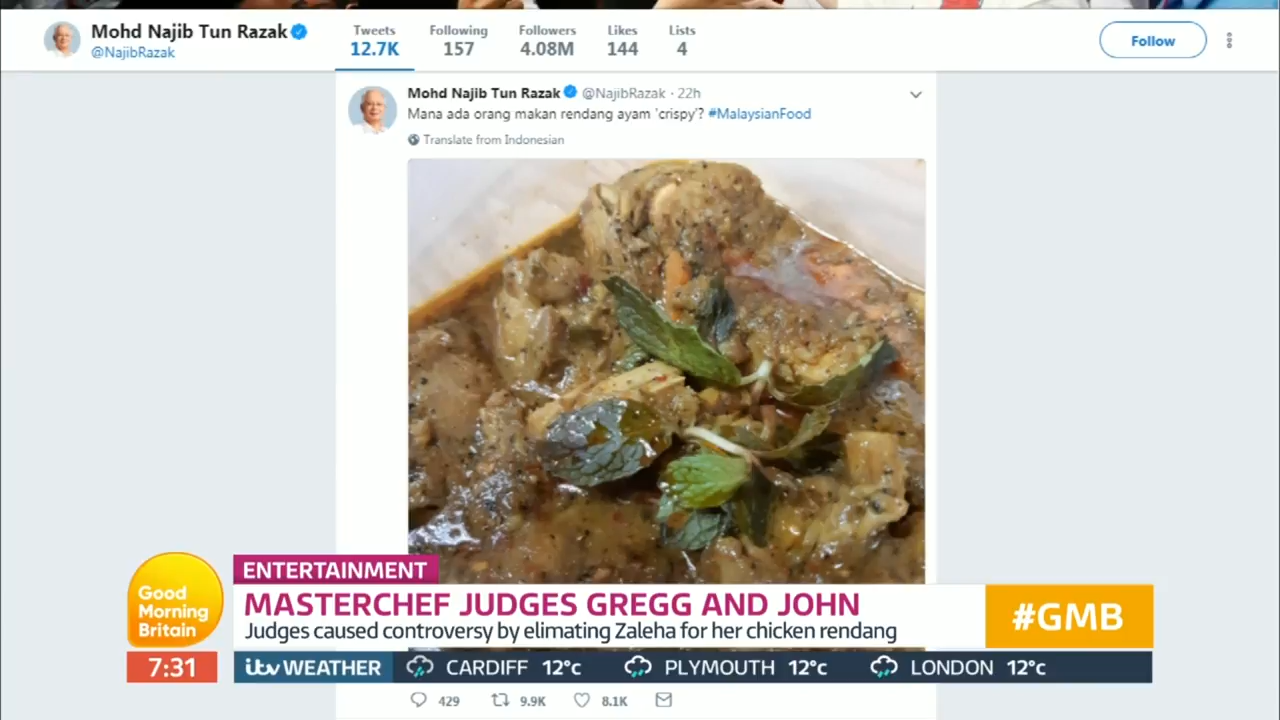 Mohd Najib Tun Razak
@NajibRazak
Tweets
12.7K
Following
157
Followers
4.08M
Likes
144
Lists
4
Follow
Mohd Najib Tun Razak @NajibRazak · 22h
Mana ada orang makan rendang ayam 'crispy'? #MalaysianFood
Translate from Indonesian
Good
Morning
Britain
ENTERTAINMENT
MASTERCHEF JUDGES GREGG AND JOHN
Judges caused controversy by elimating Zaleha for her chicken rendang
#GMB
7:31
itv WEATHER CARDIFF 12°c PLYMOUTH 12°c LONDON 12°c
429 9.9K 8.1K